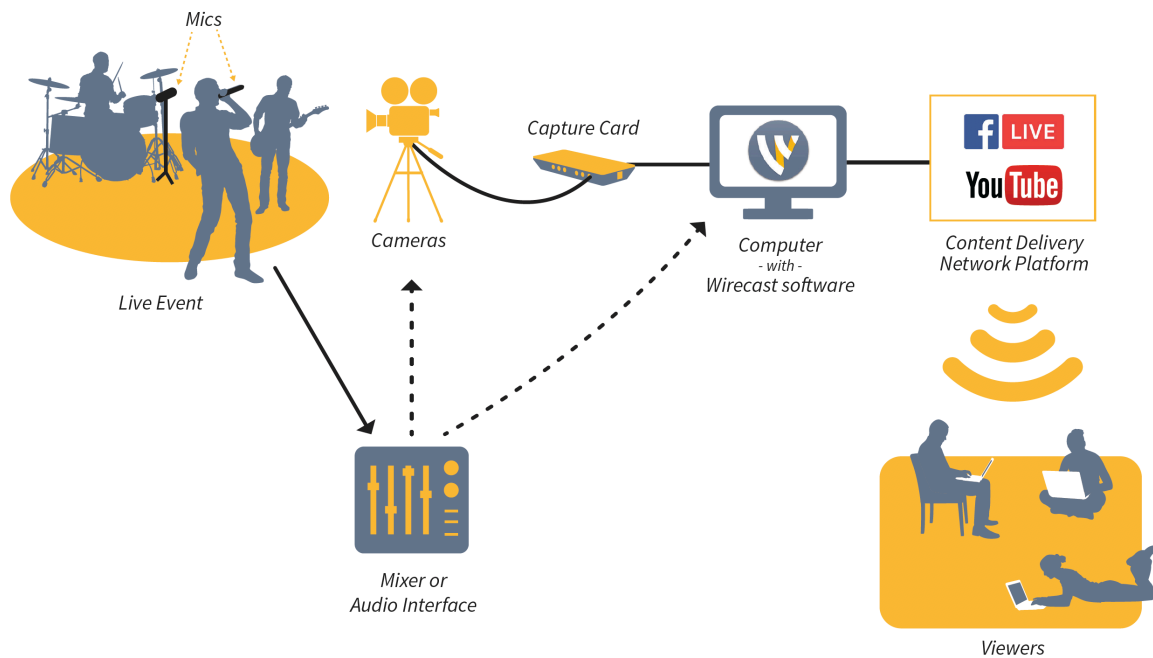 Mics
Live Event
Cameras
Capture Card
Computer
- with -
Wirecast software
f LIVE
YouTube
Content Delivery
Network Platform
Mixer or
Audio Interface
Viewers